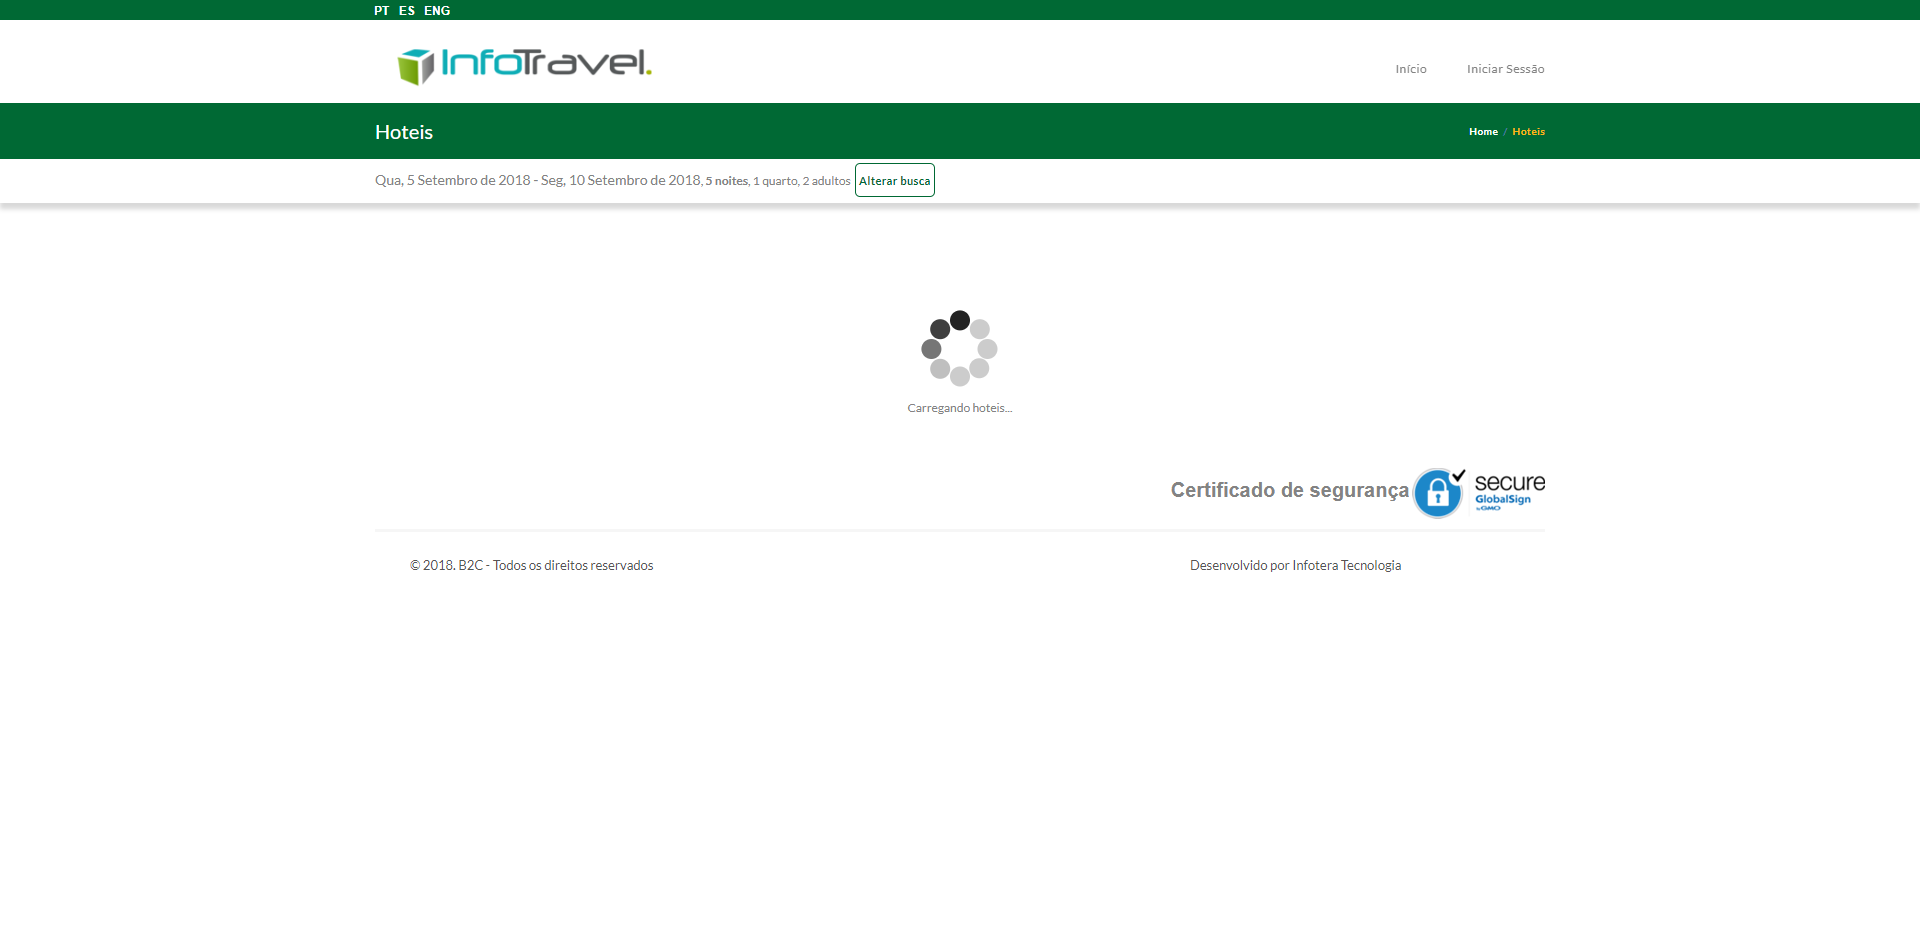 PT ES ENG
InfoTravel.
Início Iniciar Sessão
Hoteis
Home / Hoteis
Qua, 5 Setembro de 2018 - Seg, 10 Setembro de 2018, 5 noites, 1 quarto, 2 adultos Alterar busca
Carregando hoteis...
Certificado de segurança
secure
GlobalSign
by GMO
© 2018. B2C - Todos os direitos reservados
Desenvolvido por Infotera Tecnologia